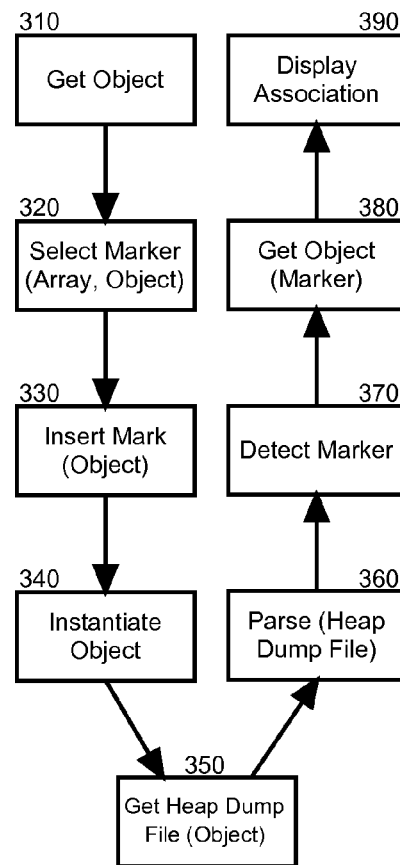 310
Get Object
320
Select Marker
(Array, Object)
330
Insert Mark
(Object)
340
Instantiate
Object
350
Get Heap Dump
File (Object)
360
Parse (Heap
Dump File)
370
Detect Marker
380
Get Object
(Marker)
390
Display
Association